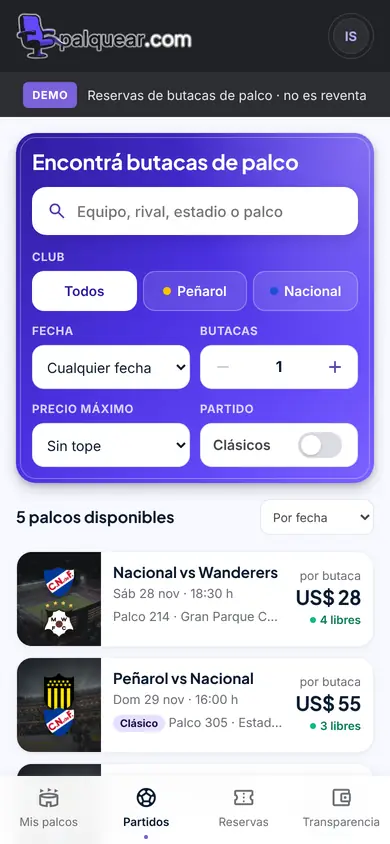 epalquear.com
IS
DEMO Reservas de butacas de palco · no es reventa
Encontrá butacas de palco
Equipo, rival, estadio o palco
CLUB
Todos Peñarol Nacional
FECHA BUTACAS
Cualquier fecha − 1 +
PRECIO MÁXIMO PARTIDO
Sin tope Clásicos
5 palcos disponibles Por fecha
C.N. de F.
M W F C
Nacional vs Wanderers
Sáb 28 nov · 18:30 h
Palco 214 · Gran Parque C...
por butaca
US$ 28
4 libres
C.N. de F.
Peñarol vs Nacional
Dom 29 nov · 16:00 h
Clásico Palco 305 · Estad...
por butaca
US$ 55
3 libres
Mis palcos Partidos Reservas Transparencia